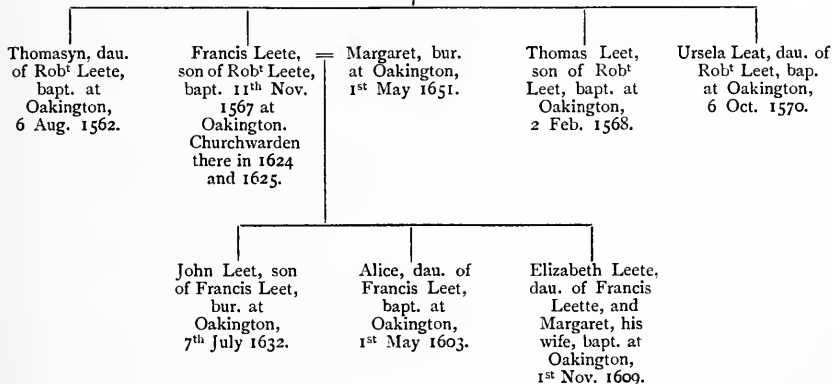 Thomasyn, dau.
of Robt Leete,
bapt. at
Oakington,
6 Aug. 1562.
Francis Leete,
son of Robt Leete,
bapt. 11th Nov.
1567 at
Oakington.
Churchwarden
there in 1624
and 1625.
=
Margaret, bur.
at Oakington,
1st May 1651.
Thomas Leet,
son of Robt
Leet, bapt. at
Oakington,
2 Feb. 1568.
Ursela Leat, dau. of
Robt Leet, bap.
at Oakington,
6 Oct. 1570.
John Leet, son
of Francis Leet,
bur. at
Oakington,
7th July 1632.
Alice, dau. of
Francis Leet,
bapt. at
Oakington,
1st May 1603.
Elizabeth Leete,
dau. of Francis
Leette, and
Margaret, his
wife, bapt. at
Oakington,
1st Nov. 1609.